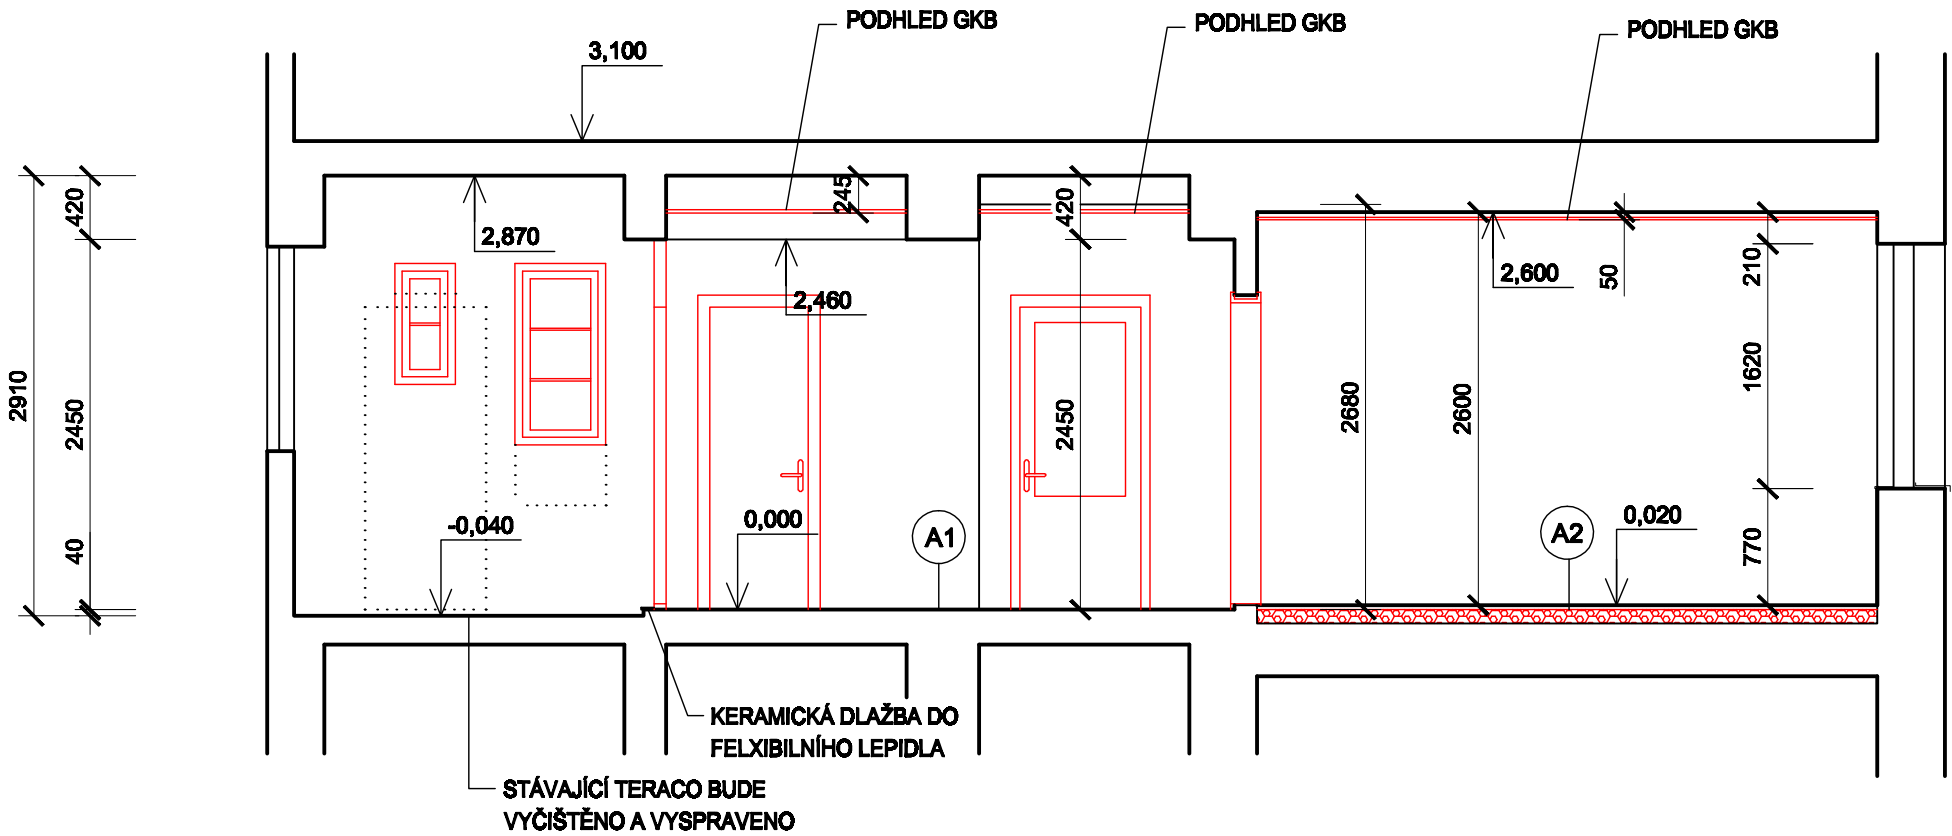 PODHLED GKB
PODHLED GKB
PODHLED GKB
3,100
420
245
420
2,870
2,460
2,600
50
210
2910
2450
2450
2680
2600
1620
-0,040
0,000
A1
A2
0,020
40
770
KERAMICKÁ DLAŽBA DO
FELXIBILNÍHO LEPIDLA
STÁVAJÍCÍ TERACO BUDE
VYČIŠTĚNO A VYSPRAVENO